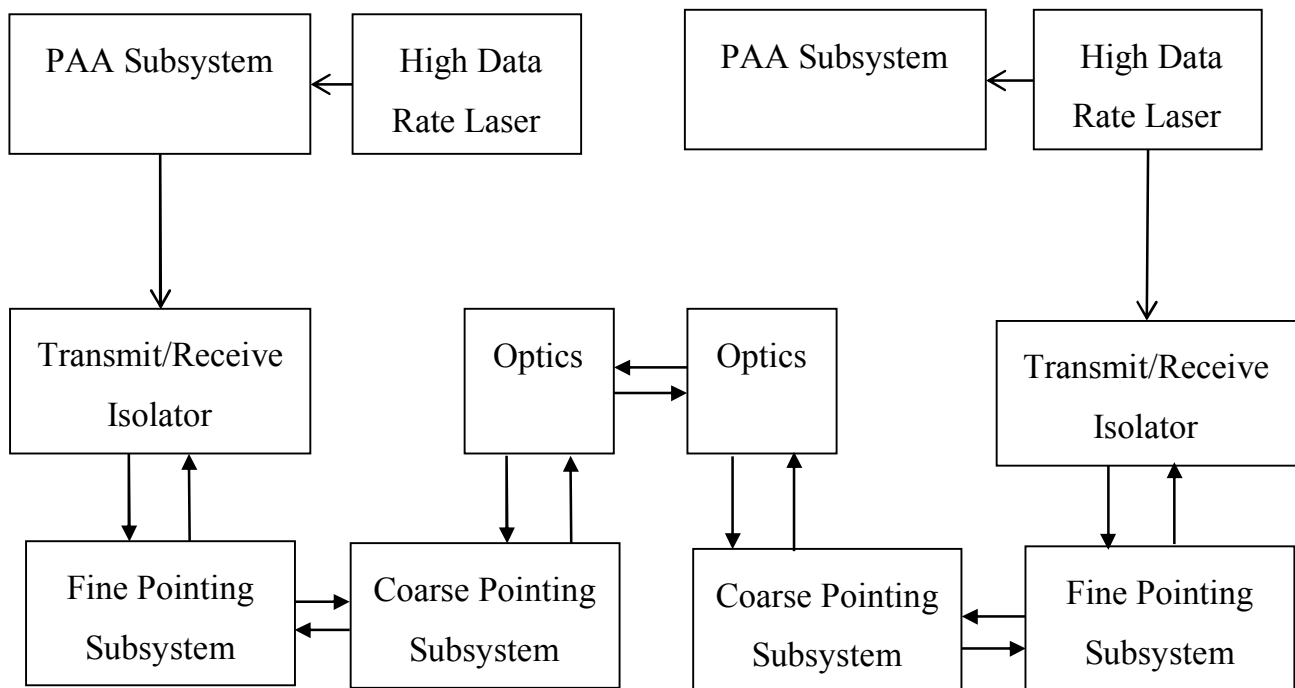 PAA Subsystem
High Data
Rate Laser
PAA Subsystem
High Data
Rate Laser
Transmit/Receive
Isolator
Optics
Optics
Transmit/Receive
Isolator
Fine Pointing
Subsystem
Coarse Pointing
Subsystem
Coarse Pointing
Subsystem
Fine Pointing
Subsystem